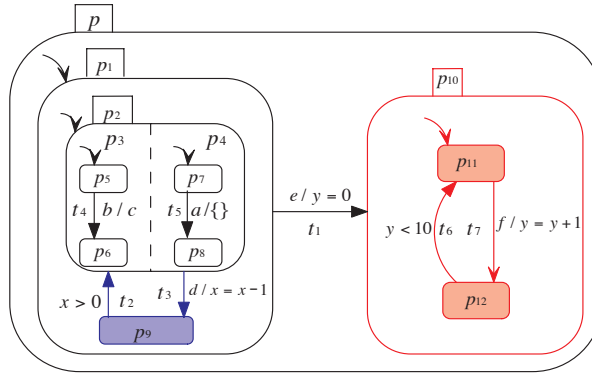 p
p₁
p₁₀
p₂
p₃ p₄
p₅ p₇ p₁₁
t₄ b / c t₅ a /{} e / y = 0 y < 10 t₆ t₇ f / y = y + 1
t₁
p₆ p₈
x > 0 t₂ t₃ d / x = x − 1 p₁₂
p₉